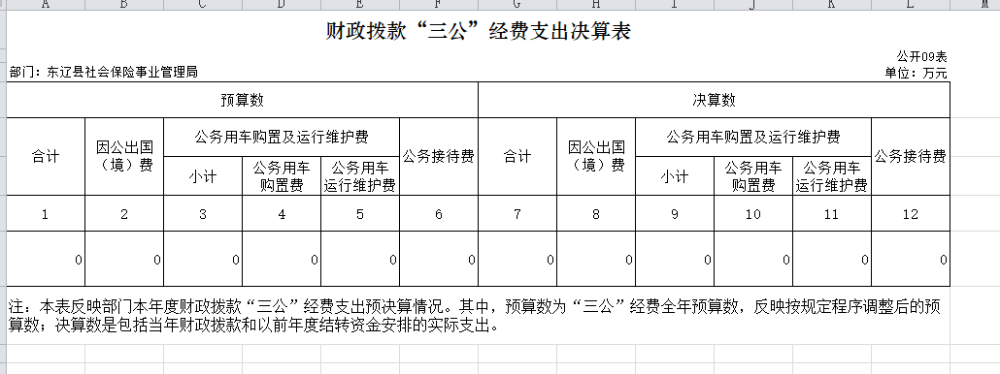 A B C D E F G H I J K L M
财政拨款“三公”经费支出决算表
公开09表
部门：东辽县社会保险事业管理局 单位：万元
预算数 决算数
合计 因公出国（境）费 公务用车购置及运行维护费 公务接待费 合计 因公出国（境）费 公务用车购置及运行维护费 公务接待费
小计 公务用车购置费 公务用车运行维护费 小计 公务用车购置费 公务用车运行维护费
1 2 3 4 5 6 7 8 9 10 11 12
0 0 0 0 0 0 0 0 0 0 0 0
注：本表反映部门本年度财政拨款“三公”经费支出预决算情况。其中，预算数为“三公”经费全年预算数，反映按规定程序调整后的预
算数；决算数是包括当年财政拨款和以前年度结转资金安排的实际支出。